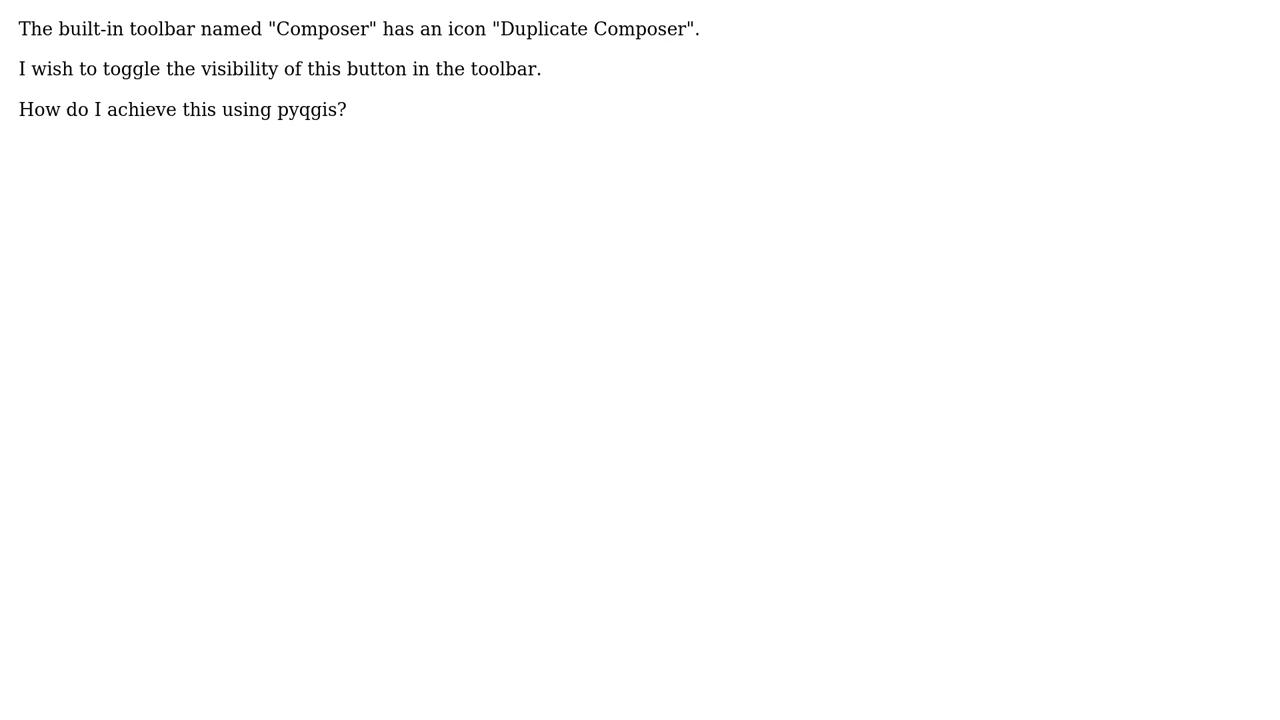 The built-in toolbar named "Composer" has an icon "Duplicate Composer".
I wish to toggle the visibility of this button in the toolbar.
How do I achieve this using pyqgis?